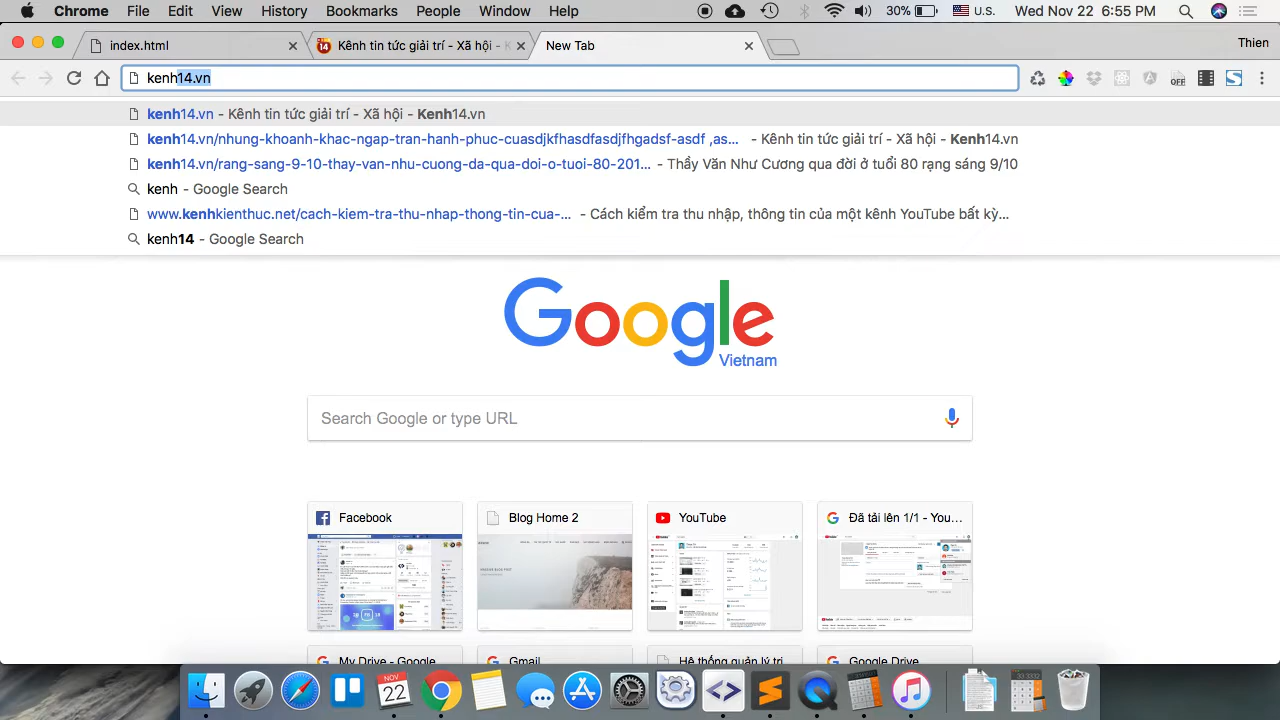 Chrome File Edit View History Bookmarks People Window Help 30% U.S. Wed Nov 22 6:55 PM
index.html Kênh tin tức giải trí - Xã hội - K New Tab Thien
kenh14.vn
OFF
kenh14.vn - Kênh tin tức giải trí - Xã hội - Kenh14.vn
kenh14.vn/nhung-khoanh-khac-ngap-tran-hanh-phuc-cuasdjkfhasdfasdjfhgadsf-asdf ,as... - Kênh tin tức giải trí - Xã hội - Kenh14.vn
kenh14.vn/rang-sang-9-10-thay-van-nhu-cuong-da-qua-doi-o-tuoi-80-201... - Thầy Văn Như Cương qua đời ở tuổi 80 rạng sáng 9/10
kenh - Google Search
www.kenhkienthuc.net/cach-kiem-tra-thu-nhap-thong-tin-cua-... - Cách kiểm tra thu nhập, thông tin của một kênh YouTube bất kỳ...
kenh14 - Google Search
Google
Vietnam
Search Google or type URL
Facebook Blog Home 2 YouTube Đã tải lên 1/1 - You...
My Drive - Google Gmail Hệ thống quản lý tri Google Drive
NOV
22